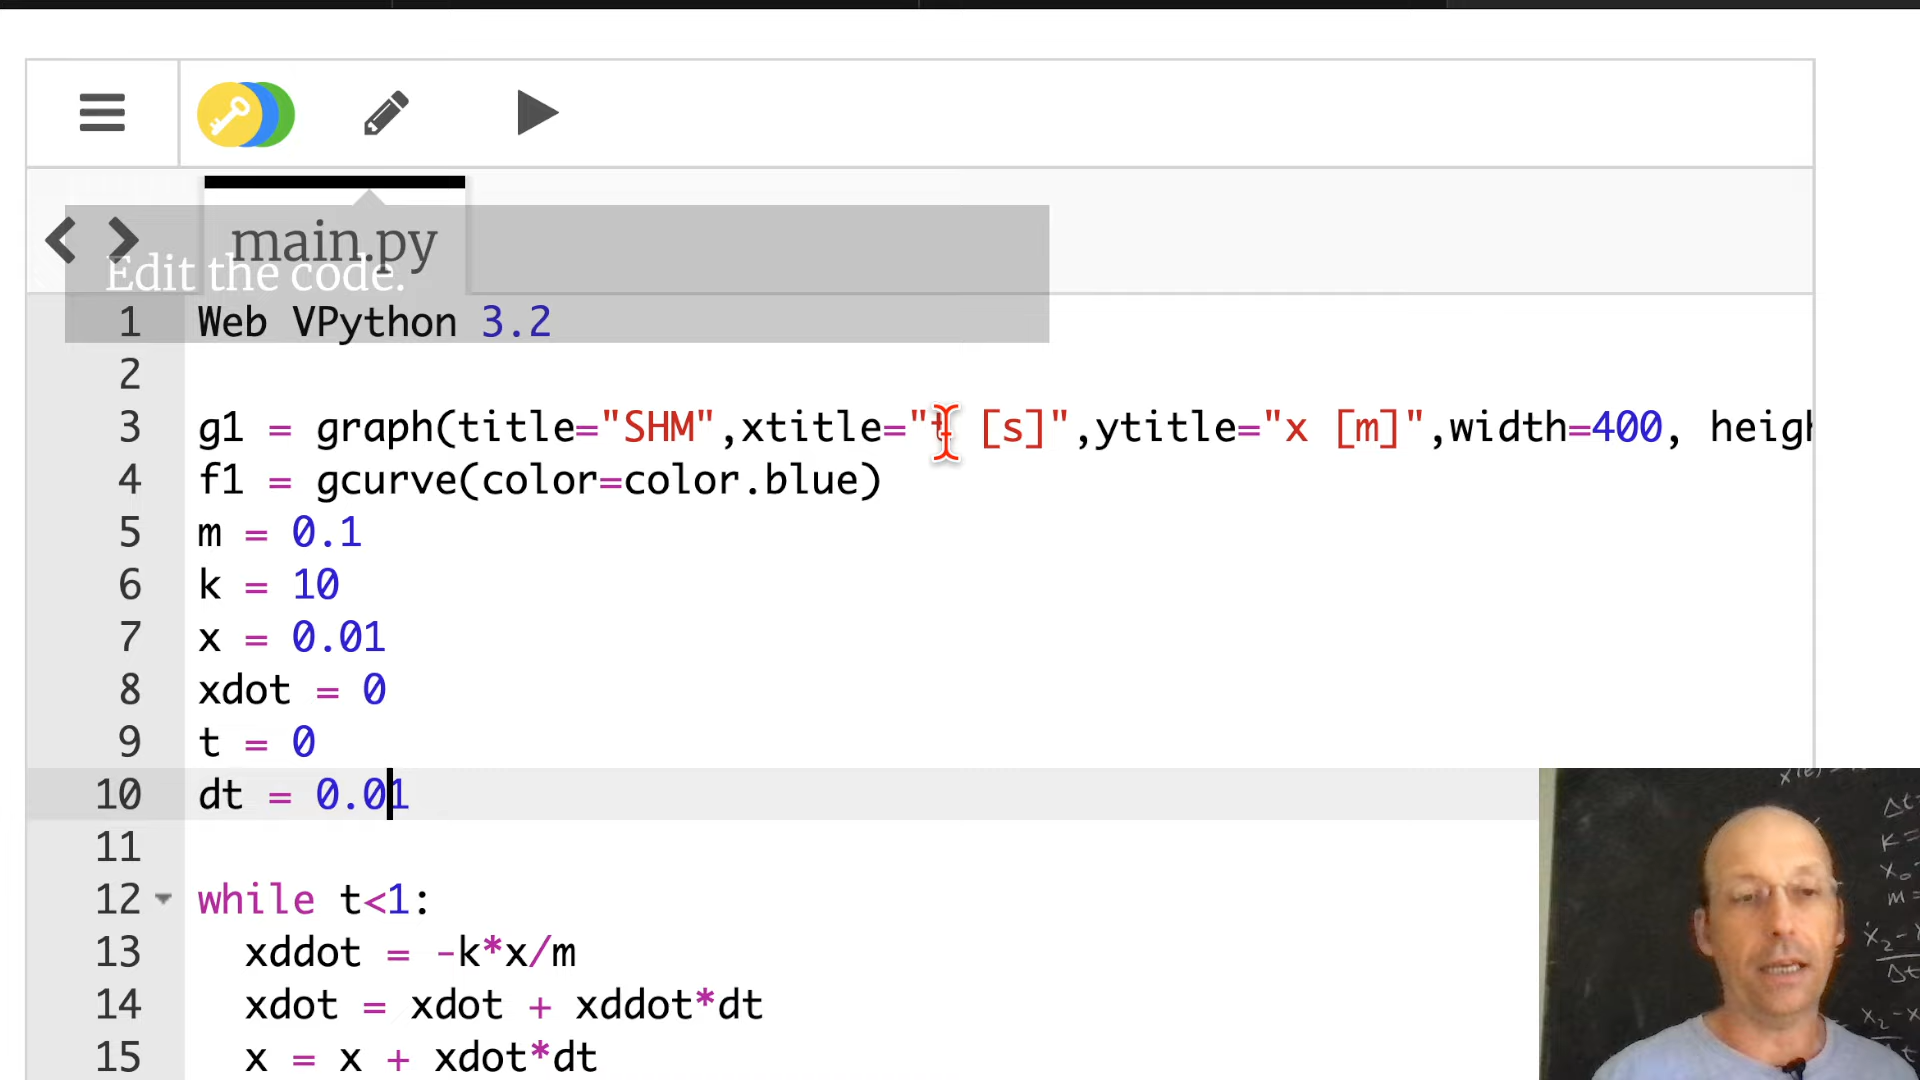 main.py
Edit the code.
1 Web VPython 3.2
2
3 g1 = graph(title="SHM",xtitle="t [s]",ytitle="x [m]",width=400, heigh
4 f1 = gcurve(color=color.blue)
5 m = 0.1
6 k = 10
7 x = 0.01
8 xdot = 0
9 t = 0
10 dt = 0.01
11
12 while t<1:
13 xddot = -k*x/m
14 xdot = xdot + xddot*dt
15 x = x + xdot*dt
Δt
k =
x₀
m =